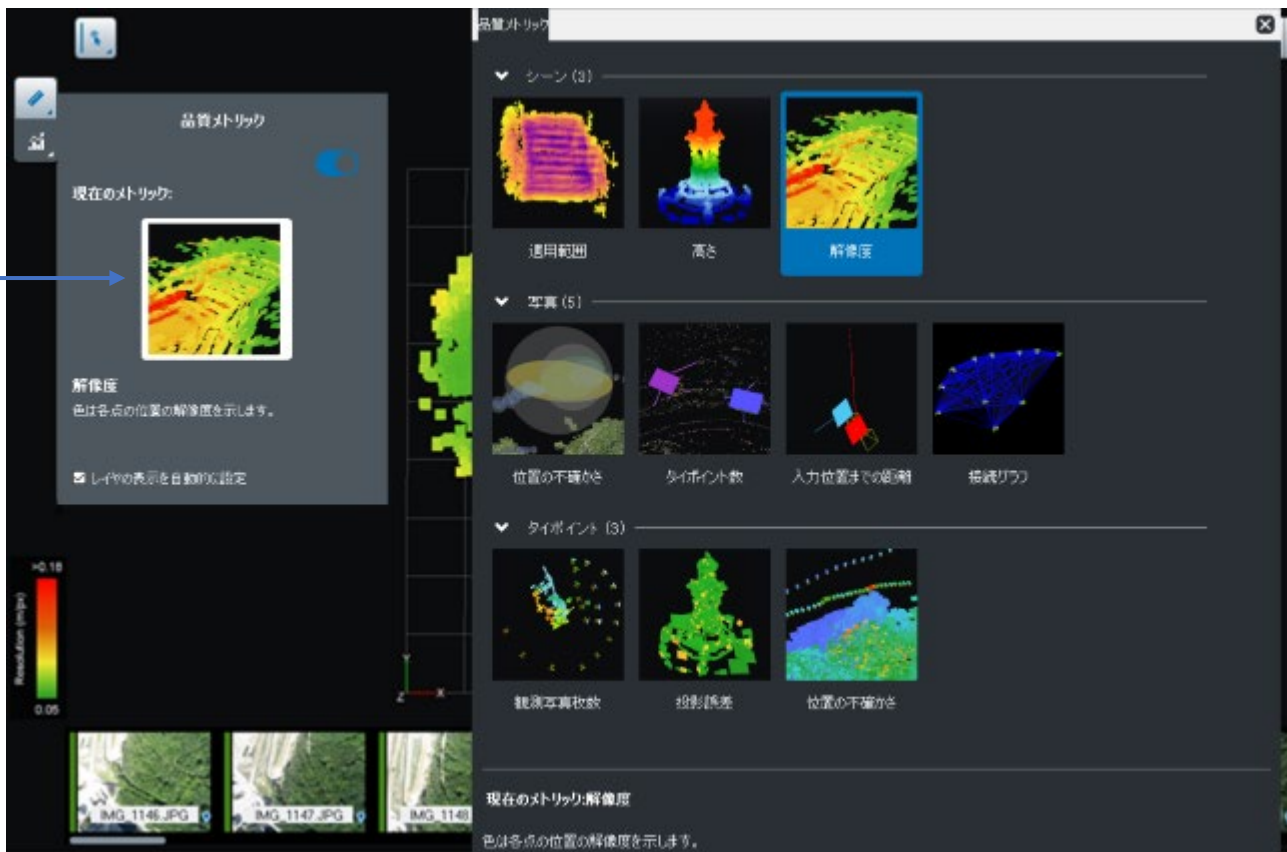 品質メトリック
現在のメトリック:
解像度
色は各点の位置の解像度を示します。
レイヤの表示を自動的に設定
>0.18
Resolution (m/px)
0.05
Y
Z
X
IMG_1146.JPG
IMG_1147.JPG
IMG_1148
品質メトリック
シーン (3)
適用範囲
高さ
解像度
写真 (5)
位置の不確かさ
タイポイント数
入力位置までの距離
接続グラフ
タイポイント (3)
観測写真枚数
投影誤差
位置の不確かさ
現在のメトリック:解像度
色は各点の位置の解像度を示します。